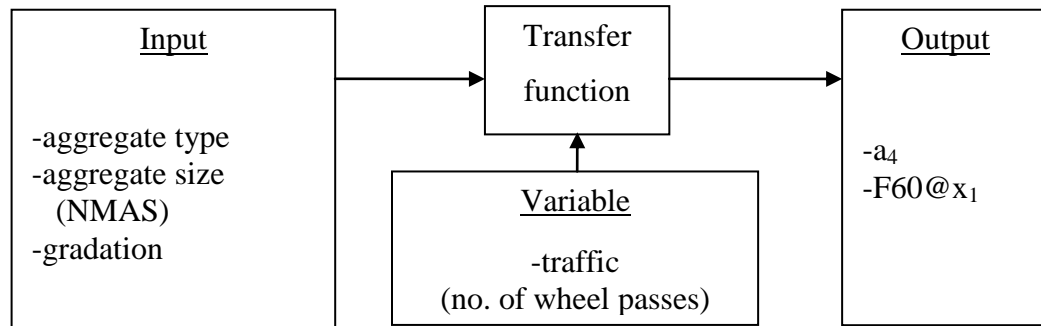 Input
-aggregate type
-aggregate size
(NMAS)
-gradation
Transfer
function
Variable
-traffic
(no. of wheel passes)
Output
-a₄
-F60@x₁